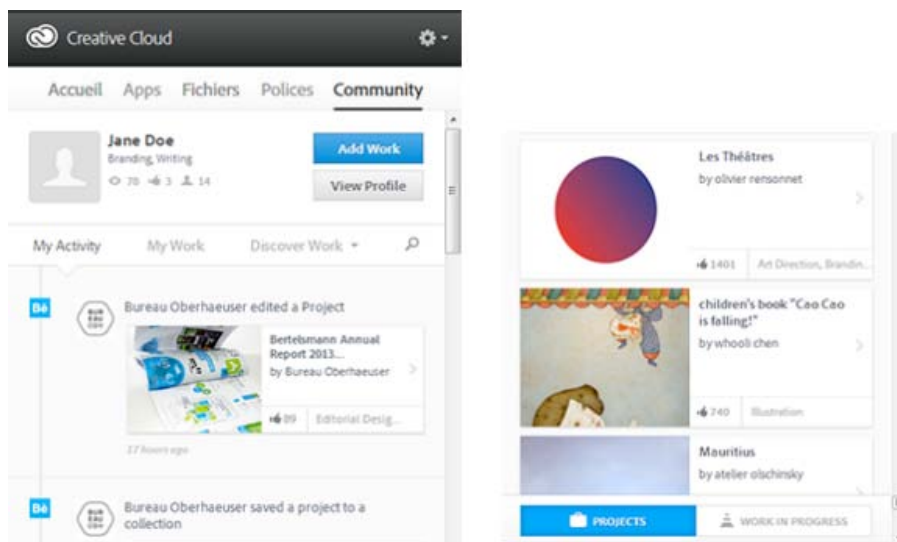 Creative Cloud
Accueil Apps Fichiers Polices Community
Jane Doe
Branding, Writing
78 3 14
Add Work
View Profile
My Activity My Work Discover Work
Bē
BUR
EAU
Bureau Oberhaeuser edited a Project
Bertelsmann Annual
Report 2013...
by Bureau Oberhaeuser
89 Editorial Desig...
17 hours ago
Bē
BUR
EAU
Bureau Oberhaeuser saved a project to a
collection
Les Théâtres
by olivier rensonnet
1401 Art Direction, Brandin...
children's book "Cao Cao
is falling!"
by whooli chen
740 Illustration
Mauritius
by atelier olschinsky
PROJECTS WORK IN PROGRESS